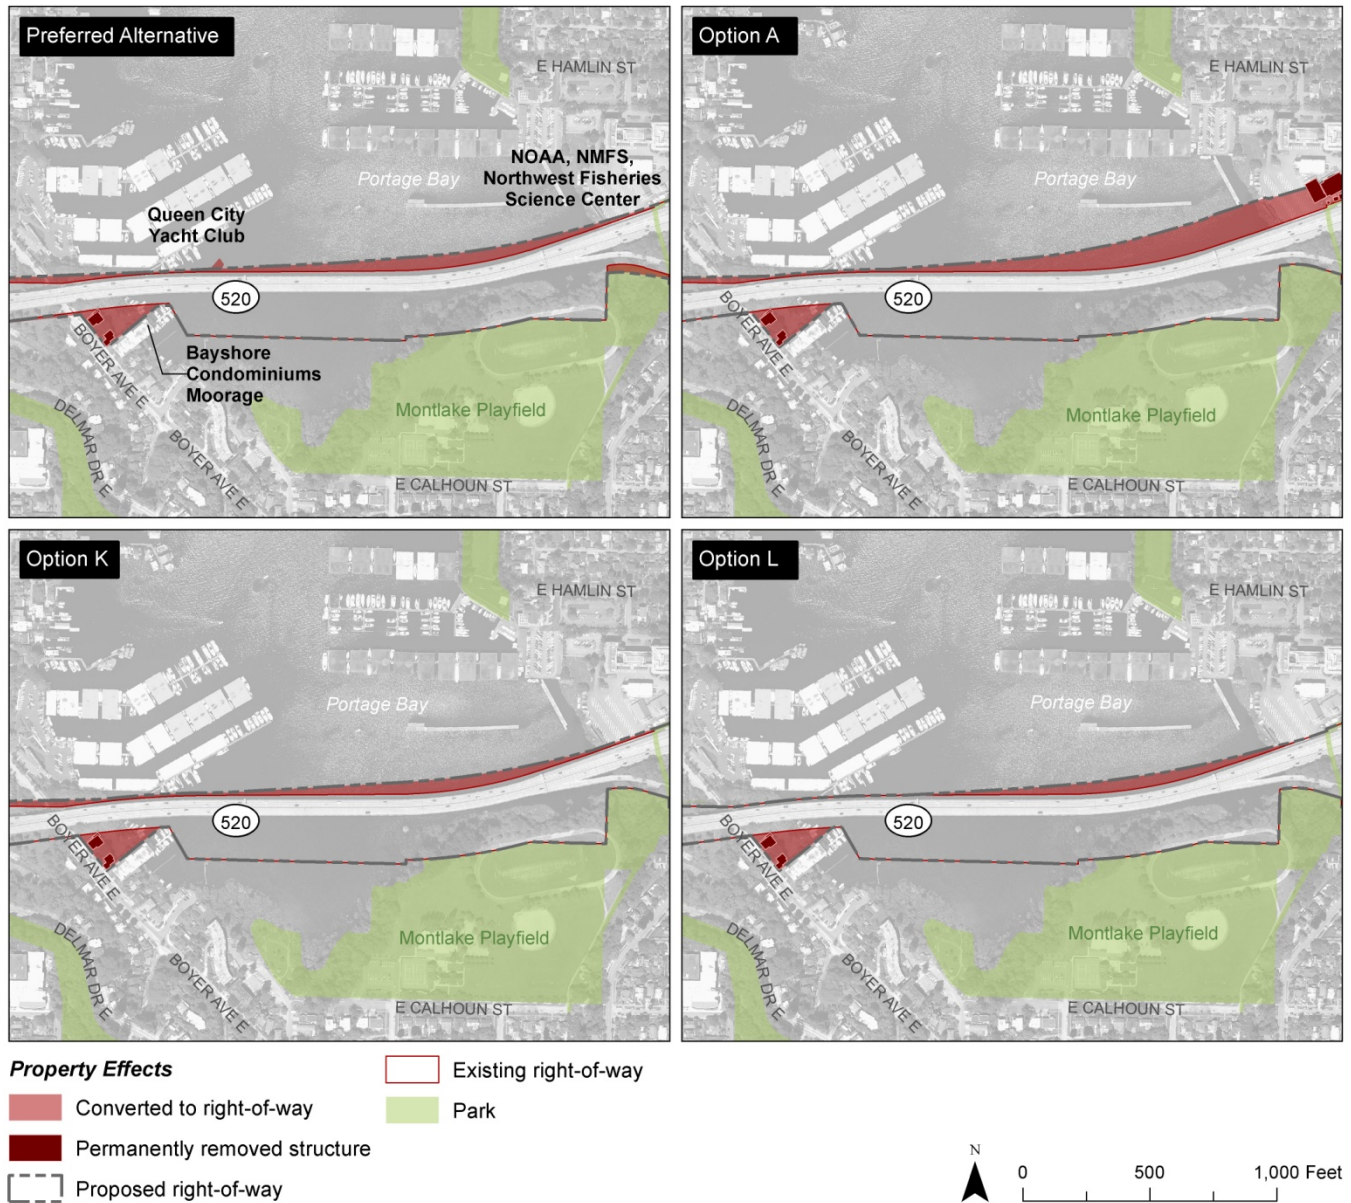 Preferred Alternative
E HAMLIN ST
NOAA, NMFS,
Northwest Fisheries
Science Center
Portage Bay
Queen City
Yacht Club
520
BOYER AVE E
Bayshore
Condominiums
Moorage
Montlake Playfield
DELMAR DR E
BOYER AVE E
E CALHOUN ST
Option A
E HAMLIN ST
Portage Bay
520
BOYER AVE E
Montlake Playfield
DELMAR DR E
BOYER AVE E
E CALHOUN ST
Option K
E HAMLIN ST
Portage Bay
520
BOYER AVE E
Montlake Playfield
DELMAR DR E
BOYER AVE E
E CALHOUN ST
Option L
E HAMLIN ST
Portage Bay
520
BOYER AVE E
Montlake Playfield
DELMAR DR E
BOYER AVE E
E CALHOUN ST
Property Effects
Converted to right-of-way
Permanently removed structure
Proposed right-of-way
Existing right-of-way
Park
N
0 500 1,000 Feet